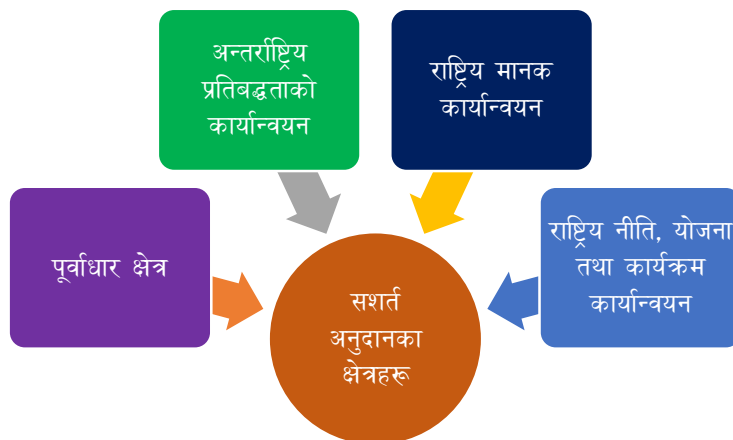 अन्तर्राष्ट्रिय
प्रतिबद्धताको
कार्यान्वयन
राष्ट्रिय मानक
कार्यान्वयन
पूर्वाधार क्षेत्र
राष्ट्रिय नीति, योजना
तथा कार्यक्रम
कार्यान्वयन
सशर्त
अनुदानका
क्षेत्रहरू